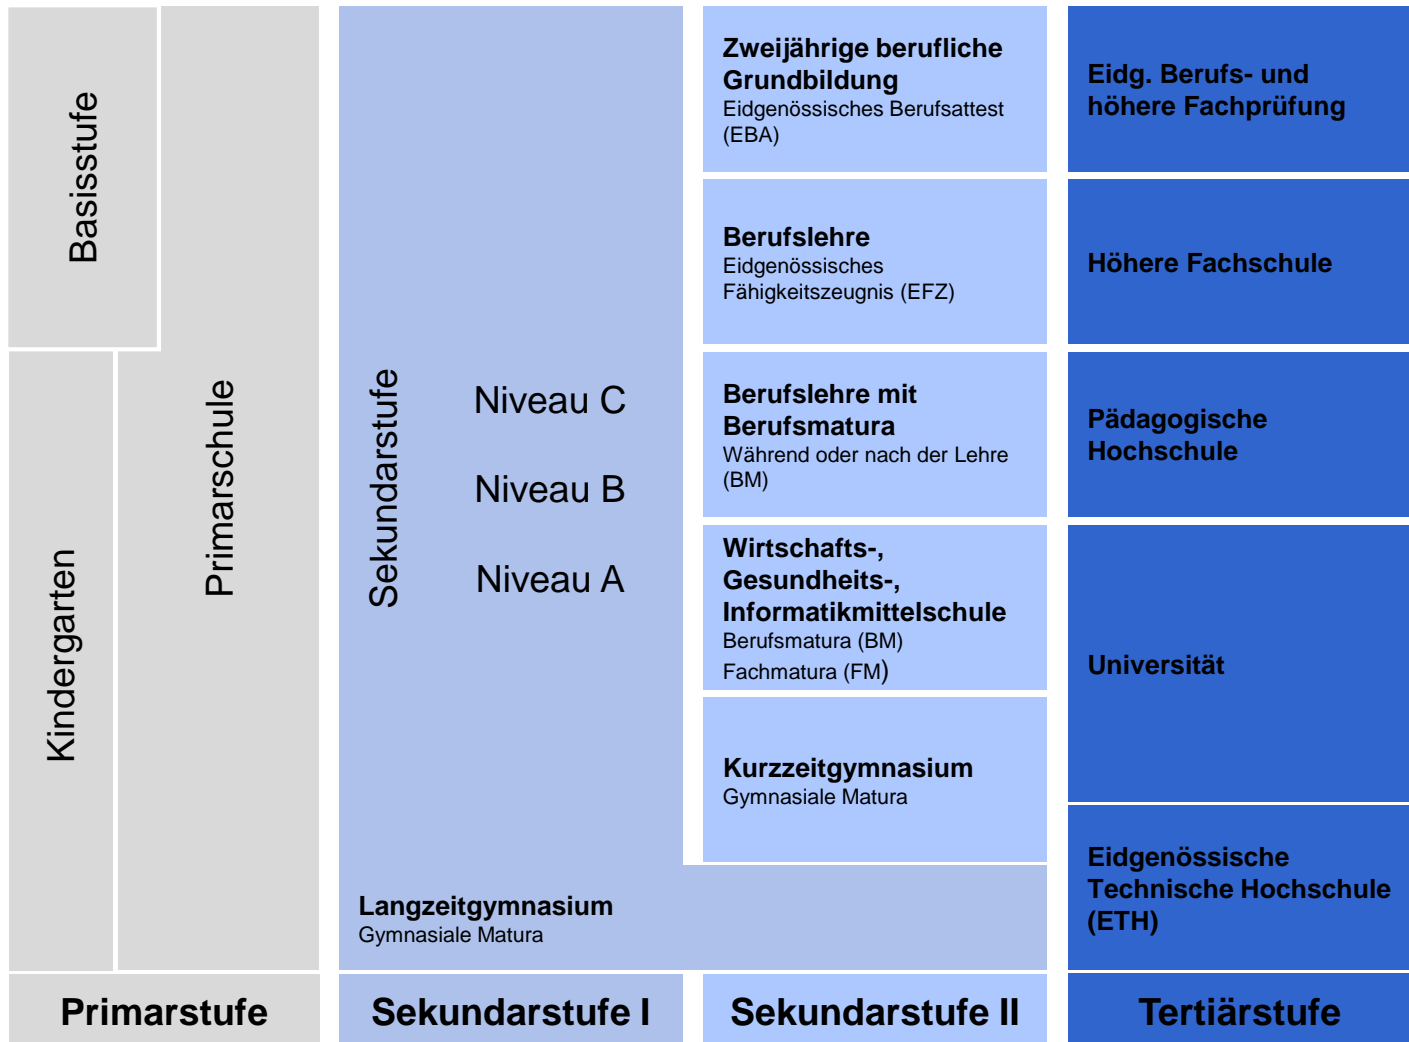 Basisstufe
Kindergarten
Primarschule
Sekundarstufe
Niveau C
Niveau B
Niveau A
Langzeitgymnasium
Gymnasiale Matura
Zweijährige berufliche
Grundbildung
Eidgenössisches Berufsattest
(EBA)
Berufslehre
Eidgenössisches
Fähigkeitszeugnis (EFZ)
Berufslehre mit
Berufsmatura
Während oder nach der Lehre
(BM)
Wirtschafts-,
Gesundheits-,
Informatikmittelschule
Berufsmatura (BM)
Fachmatura (FM)
Kurzzeitgymnasium
Gymnasiale Matura
Eidg. Berufs- und
höhere Fachprüfung
Höhere Fachschule
Pädagogische
Hochschule
Universität
Eidgenössische
Technische Hochschule
(ETH)
Primarstufe
Sekundarstufe I
Sekundarstufe II
Tertiärstufe